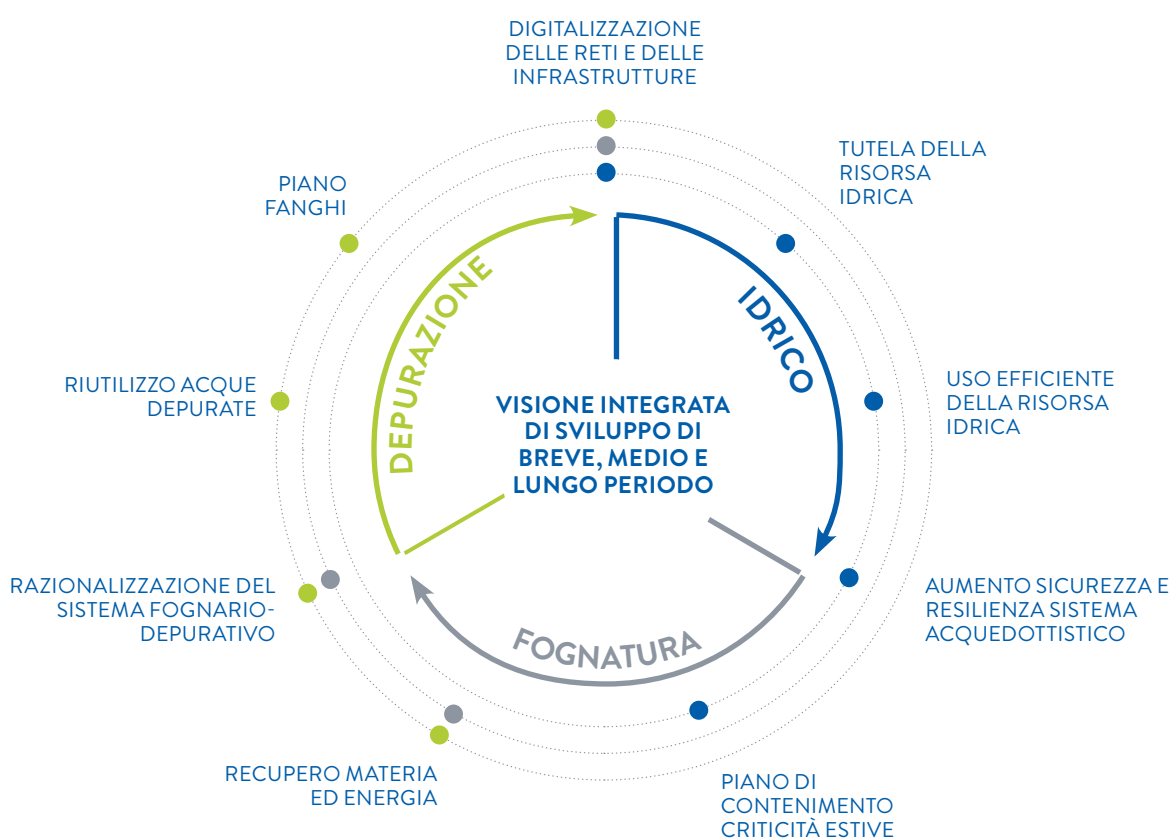 DIGITALIZZAZIONE
DELLE RETI E DELLE
INFRASTRUTTURE
TUTELA DELLA
RISORSA
IDRICA
PIANO
FANGHI
DEPURAZIONE
IDRICO
RIUTILIZZO ACQUE
DEPURATE
VISIONE INTEGRATA
DI SVILUPPO DI
BREVE, MEDIO E
LUNGO PERIODO
USO EFFICIENTE
DELLA RISORSA
IDRICA
RAZIONALIZZAZIONE DEL
SISTEMA FOGNARIO-
DEPURATIVO
FOGNATURA
AUMENTO SICUREZZA E
RESILIENZA SISTEMA
ACQUEDOTTISTICO
RECUPERO MATERIA
ED ENERGIA
PIANO DI
CONTENIMENTO
CRITICITÀ ESTIVE